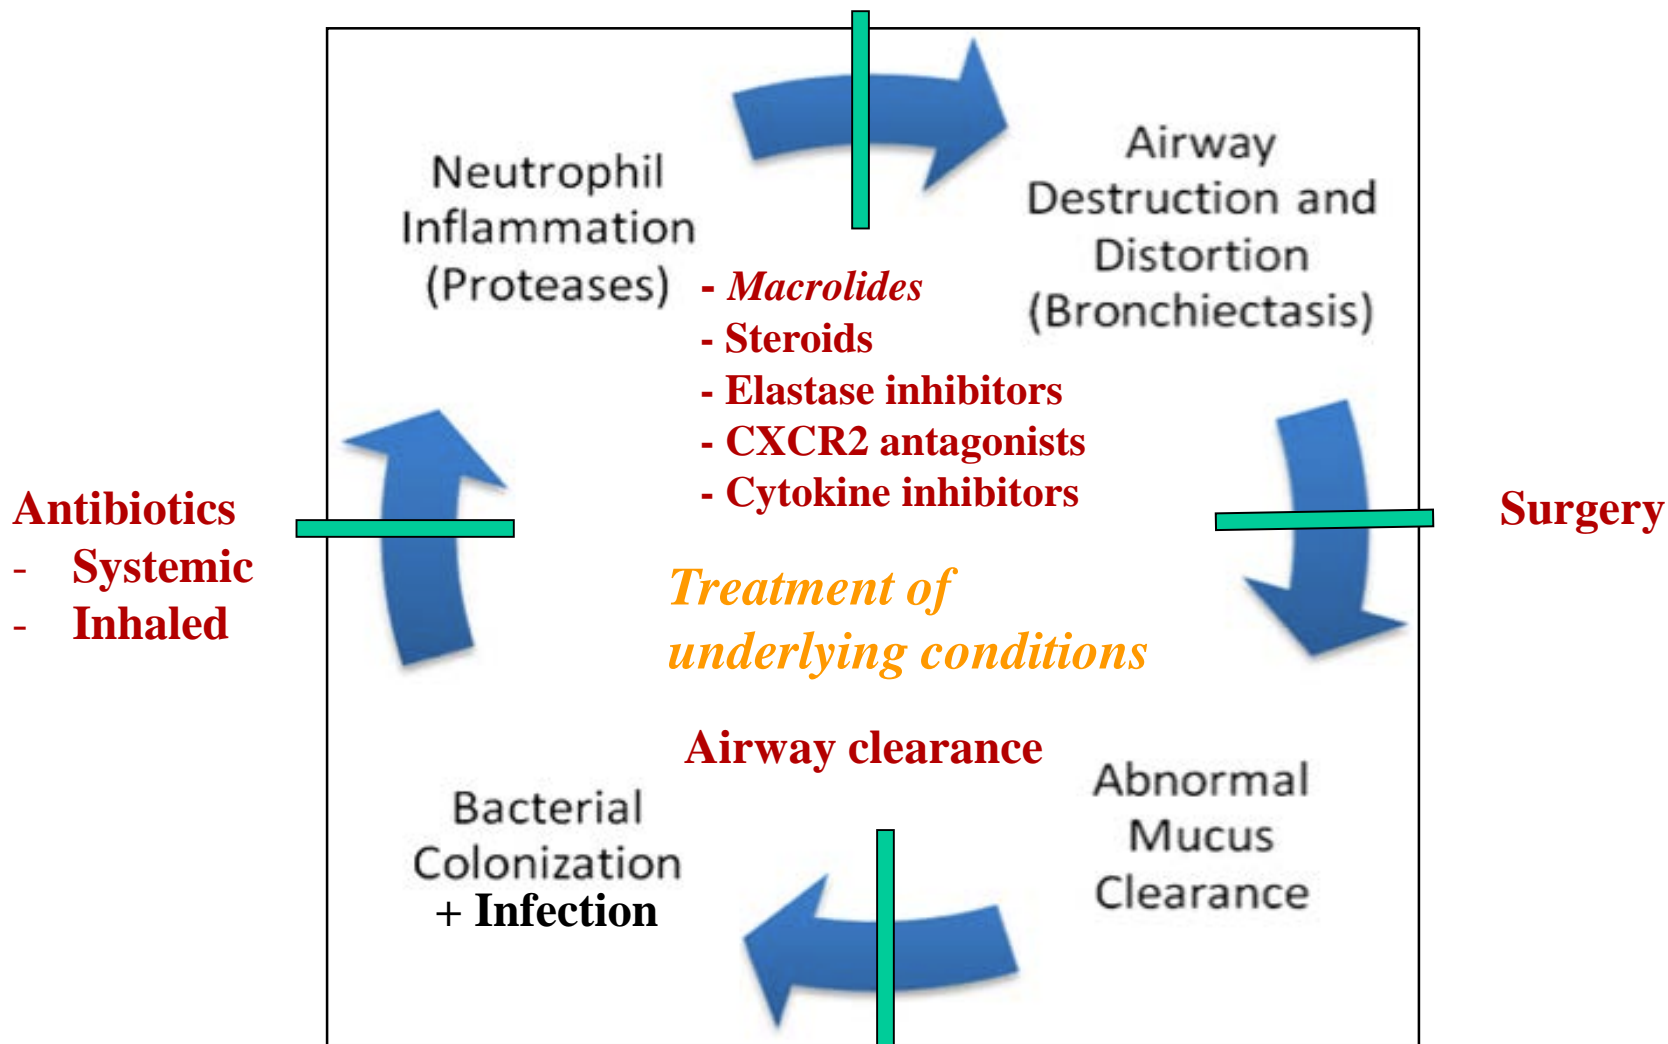 Neutrophil
Inflammation
(Proteases)
Airway
Destruction and
Distortion
(Bronchiectasis)
- Macrolides
- Steroids
- Elastase inhibitors
- CXCR2 antagonists
- Cytokine inhibitors
Antibiotics
- Systemic
- Inhaled
Surgery
Treatment of
underlying conditions
Airway clearance
Bacterial
Colonization
+ Infection
Abnormal
Mucus
Clearance